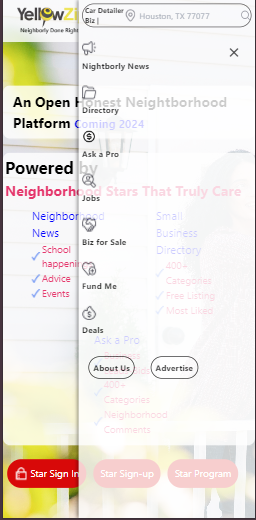 YellowZi
Neighborly Done Right
Car Detailer
Biz |
Houston, TX 77077
Nightborly News
Directory
Ask a Pro
Jobs
Biz for Sale
Fund Me
Deals
About Us
Advertise
An Open Honest Neightborhood
Platform Coming 2024
Powered by
Neighborhood Stars That Truly Care
Neighborhood
News
School
happenin
Advice
Events
Small
Business
Directory
400+
Categories
Free Listing
Most Liked
Ask a Pro
Business
400+
Categories
Neighborhood
Comments
Star Sign In
Star Sign-up
Star Program